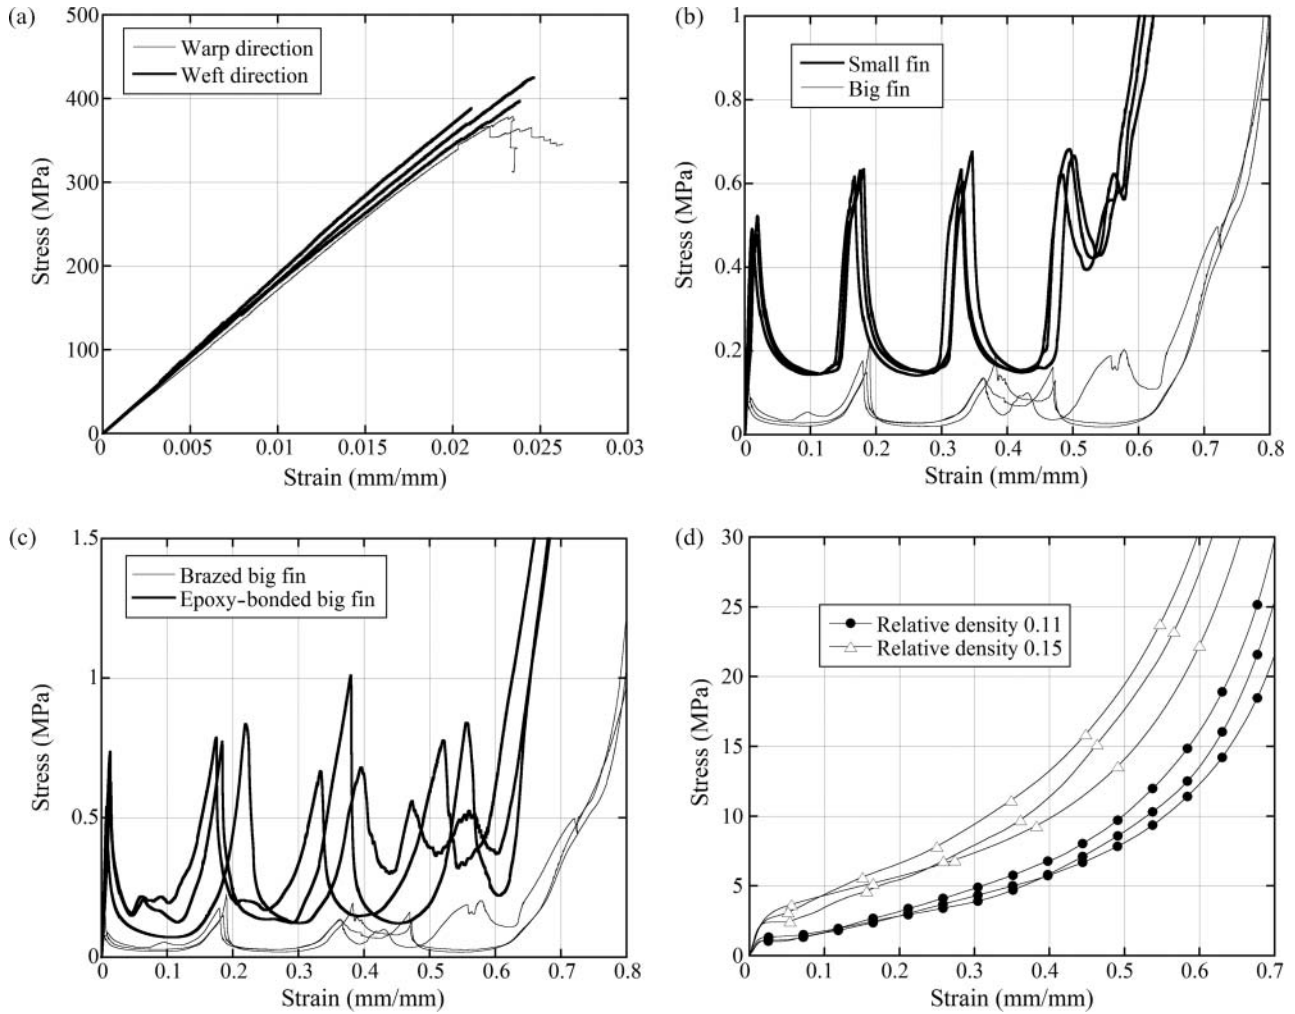 (a)
500
400
300
200
100
0
Stress (MPa)
Warp direction
Weft direction
0 0.005 0.01 0.015 0.02 0.025 0.03
Strain (mm/mm)
(b)
1
0.8
0.6
0.4
0.2
0
Stress (MPa)
Small fin
Big fin
0 0.1 0.2 0.3 0.4 0.5 0.6 0.7 0.8
Strain (mm/mm)
(c)
1.5
1
0.5
0
Stress (MPa)
Brazed big fin
Epoxy-bonded big fin
0 0.1 0.2 0.3 0.4 0.5 0.6 0.7 0.8
Strain (mm/mm)
(d)
30
25
20
15
10
5
0
Stress (MPa)
Relative density 0.11
Relative density 0.15
0 0.1 0.2 0.3 0.4 0.5 0.6 0.7
Strain (mm/mm)